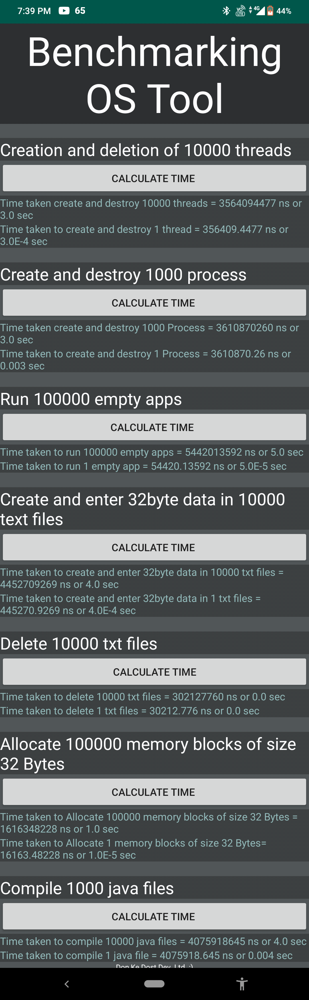 7:39 PM 65 VO LTE 4G 44%
Benchmarking
OS Tool
Creation and deletion of 10000 threads
CALCULATE TIME
Time taken create and destroy 10000 threads = 3564094477 ns or
3.0 sec
Time taken to create and destroy 1 thread = 356409.4477 ns or
3.0E-4 sec
Create and destroy 1000 process
CALCULATE TIME
Time taken create and destroy 1000 Process = 3610870260 ns or
3.0 sec
Time taken to create and destroy 1 Process = 3610870.26 ns or
0.003 sec
Run 100000 empty apps
CALCULATE TIME
Time taken to run 100000 empty apps = 5442013592 ns or 5.0 sec
Time taken to run 1 empty app = 54420.13592 ns or 5.0E-5 sec
Create and enter 32byte data in 10000
text files
CALCULATE TIME
Time taken to create and enter 32byte data in 10000 txt files =
4452709269 ns or 4.0 sec
Time taken to create and enter 32byte data in 1 txt files =
445270.9269 ns or 4.0E-4 sec
Delete 10000 txt files
CALCULATE TIME
Time taken to delete 10000 txt files = 302127760 ns or 0.0 sec
Time taken to delete 1 txt files = 30212.776 ns or 0.0 sec
Allocate 100000 memory blocks of size
32 Bytes
CALCULATE TIME
Time taken to Allocate 100000 memory blocks of size 32 Bytes =
1616348228 ns or 1.0 sec
Time taken to Allocate 1 memory blocks of size 32 Bytes=
16163.48228 ns or 1.0E-5 sec
Compile 1000 java files
CALCULATE TIME
Time taken to compile 10000 java files = 4075918645 ns or 4.0 sec
Time taken to compile 1 java file = 4075918.645 ns or 0.004 sec
Don Ke Dost Dev. Ltd. :)